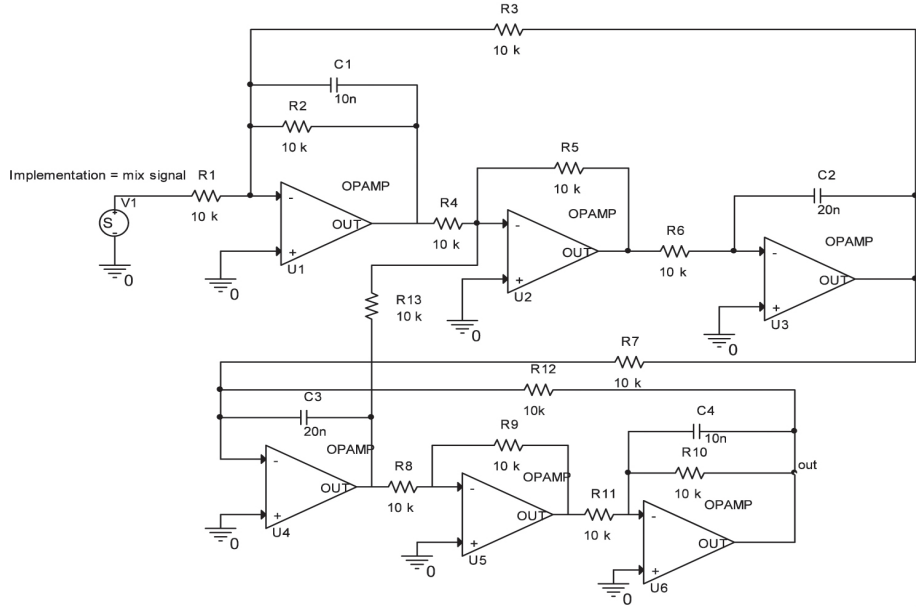 R3
10 k
C1
10n
R2
10 k
Implementation = mix signal
V1
S
+
-
0
R1
10 k
-
+
OPAMP
OUT
U1
0
R4
10 k
R5
10 k
-
+
OPAMP
OUT
U2
0
R6
10 k
C2
20n
-
+
OPAMP
OUT
U3
0
R13
10 k
R7
10 k
R12
10k
C3
20n
-
+
OPAMP
OUT
U4
0
R8
10 k
R9
10 k
-
+
OPAMP
OUT
U5
0
R11
10 k
C4
10n
R10
10 k
out
-
+
OPAMP
OUT
U6
0